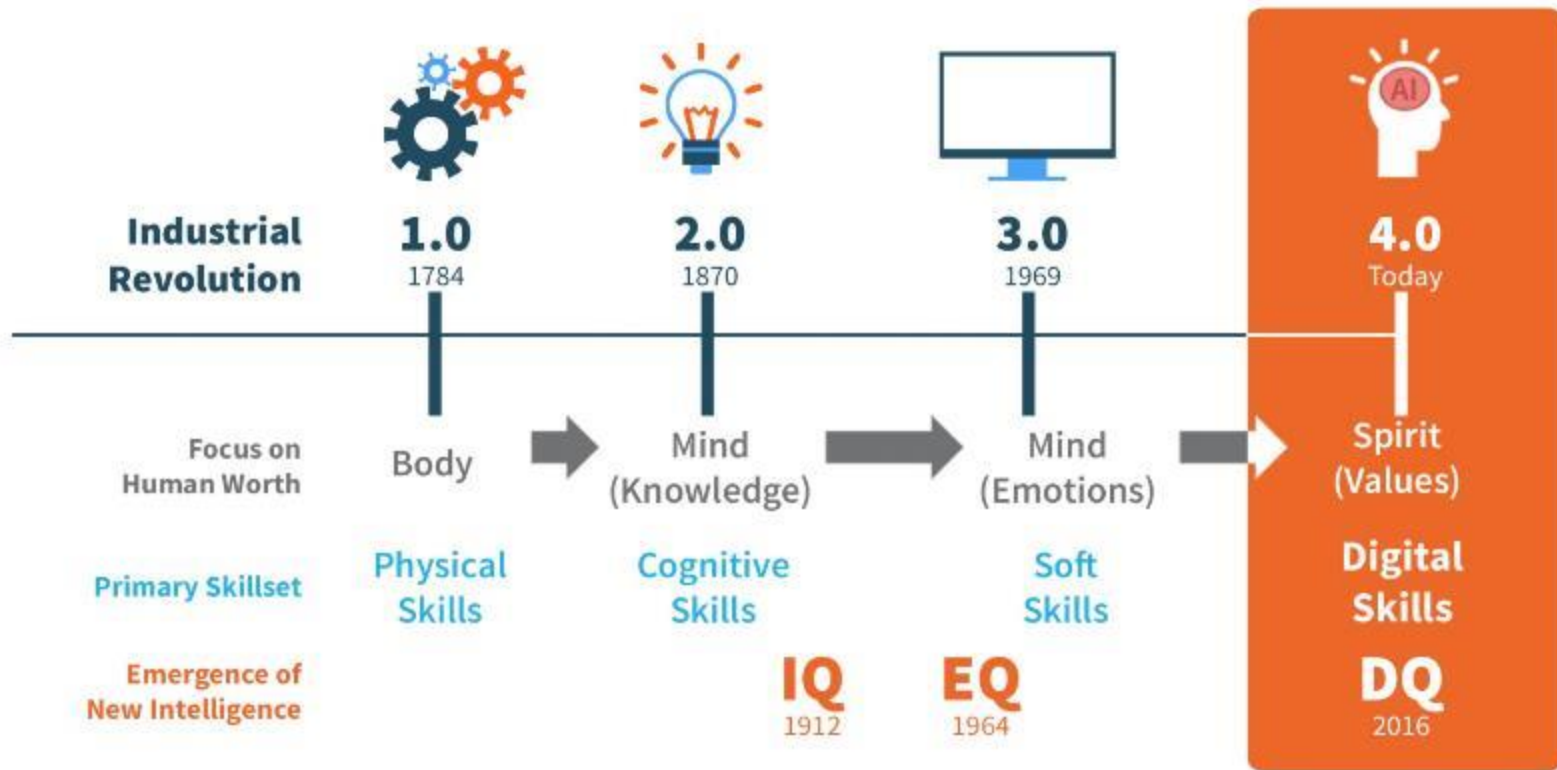 AI
Industrial
Revolution
1.0
1784
2.0
1870
3.0
1969
4.0
Today
Focus on
Human Worth
Body
Mind
(Knowledge)
Mind
(Emotions)
Spirit
(Values)
Primary Skillset
Physical
Skills
Cognitive
Skills
Soft
Skills
Digital
Skills
Emergence of
New Intelligence
IQ
1912
EQ
1964
DQ
2016